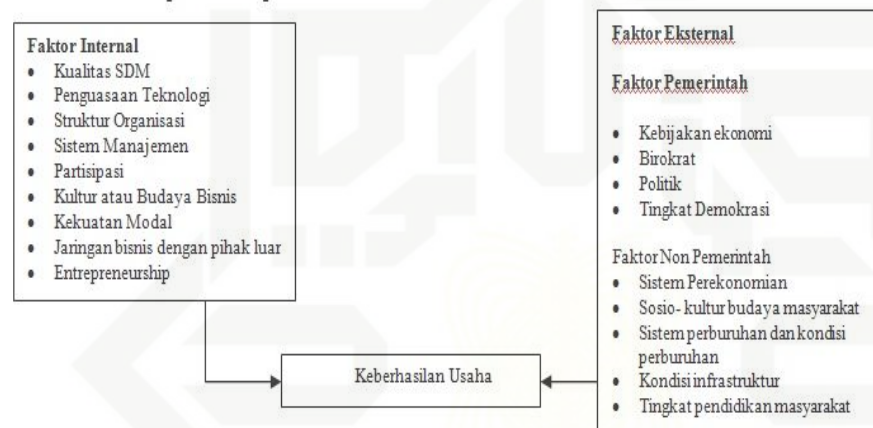 Faktor Internal
• Kualitas SDM
• Penguasaan Teknologi
• Struktur Organisasi
• Sistem Manajemen
• Partisipasi
• Kultur atau Budaya Bisnis
• Kekuatan Modal
• Jaringan bisnis dengan pihak luar
• Entrepreneurship
Faktor Eksternal
Faktor Pemerintah
• Kebijakan ekonomi
• Birokrat
• Politik
• Tingkat Demokrasi
Faktor Non Pemerintah
• Sistem Perekonomian
• Sosio- kultur budaya masyarakat
• Sistem perburuhan dan kondisi
perburuhan
• Kondisi infrastruktur
• Tingkat pendidikan masyarakat
Keberhasilan Usaha